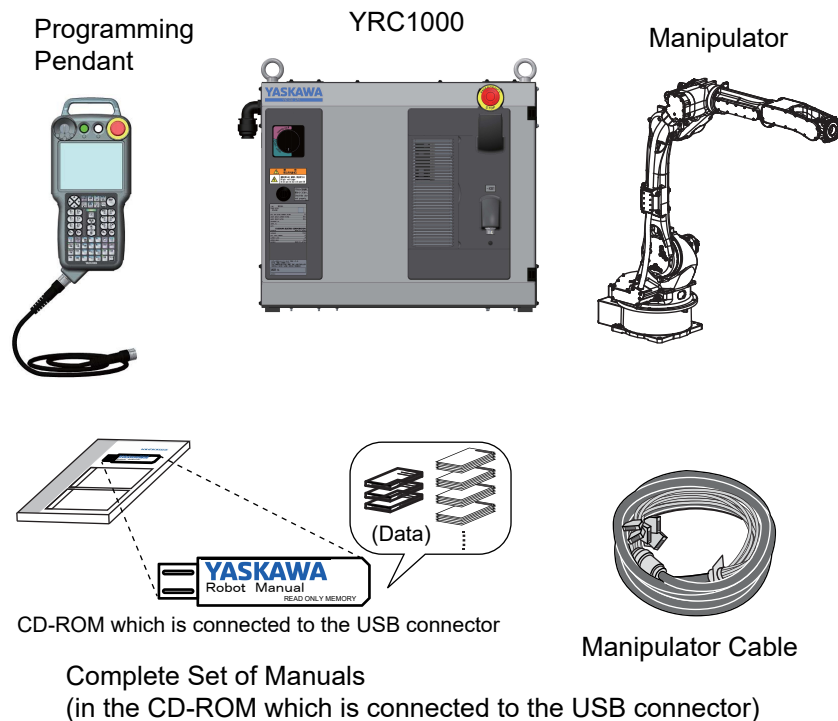 Programming
Pendant
YRC1000
Manipulator
YASKAWA
(Data)
YASKAWA
Robot Manual
READ ONLY MEMORY
CD-ROM which is connected to the USB connector
Manipulator Cable
Complete Set of Manuals
(in the CD-ROM which is connected to the USB connector)